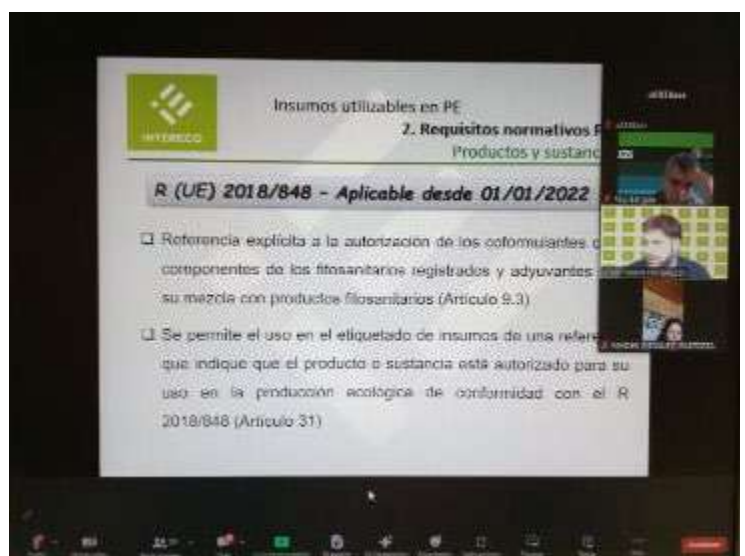 INTERECO
Insumos utilizables en PE
2. Requisitos normativos
Productos y sustanc
R (UE) 2018/848 - Aplicable desde 01/01/2022
❑ Referencia explícita a la autorización de los coformulantes
componentes de los fitosanitarios registrados y adyuvantes
su mezcla con productos fitosanitarios (Artículo 9.3)
❑ Se permite el uso en el etiquetado de insumos de una refere
que indique que el producto o sustancia está autorizado para su
uso en la producción ecológica de conformidad con el R
2018/848 (Artículo 31)